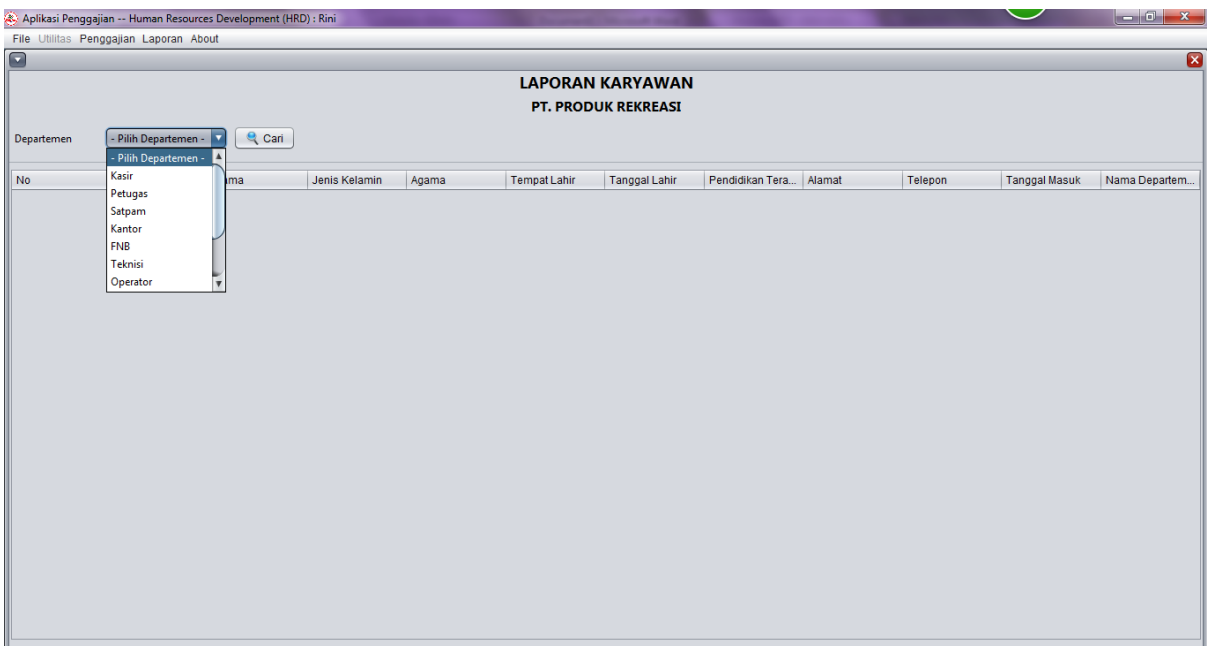 Aplikasi Penggajian -- Human Resources Development (HRD) : Rini
File Utilitas Penggajian Laporan About
LAPORAN KARYAWAN
PT. PRODUK REKREASI
Departemen - Pilih Departemen - Cari
- Pilih Departemen -
No ama Jenis Kelamin Agama Tempat Lahir Tanggal Lahir Pendidikan Tera... Alamat Telepon Tanggal Masuk Nama Departem...
Kasir
Petugas
Satpam
Kantor
FNB
Teknisi
Operator